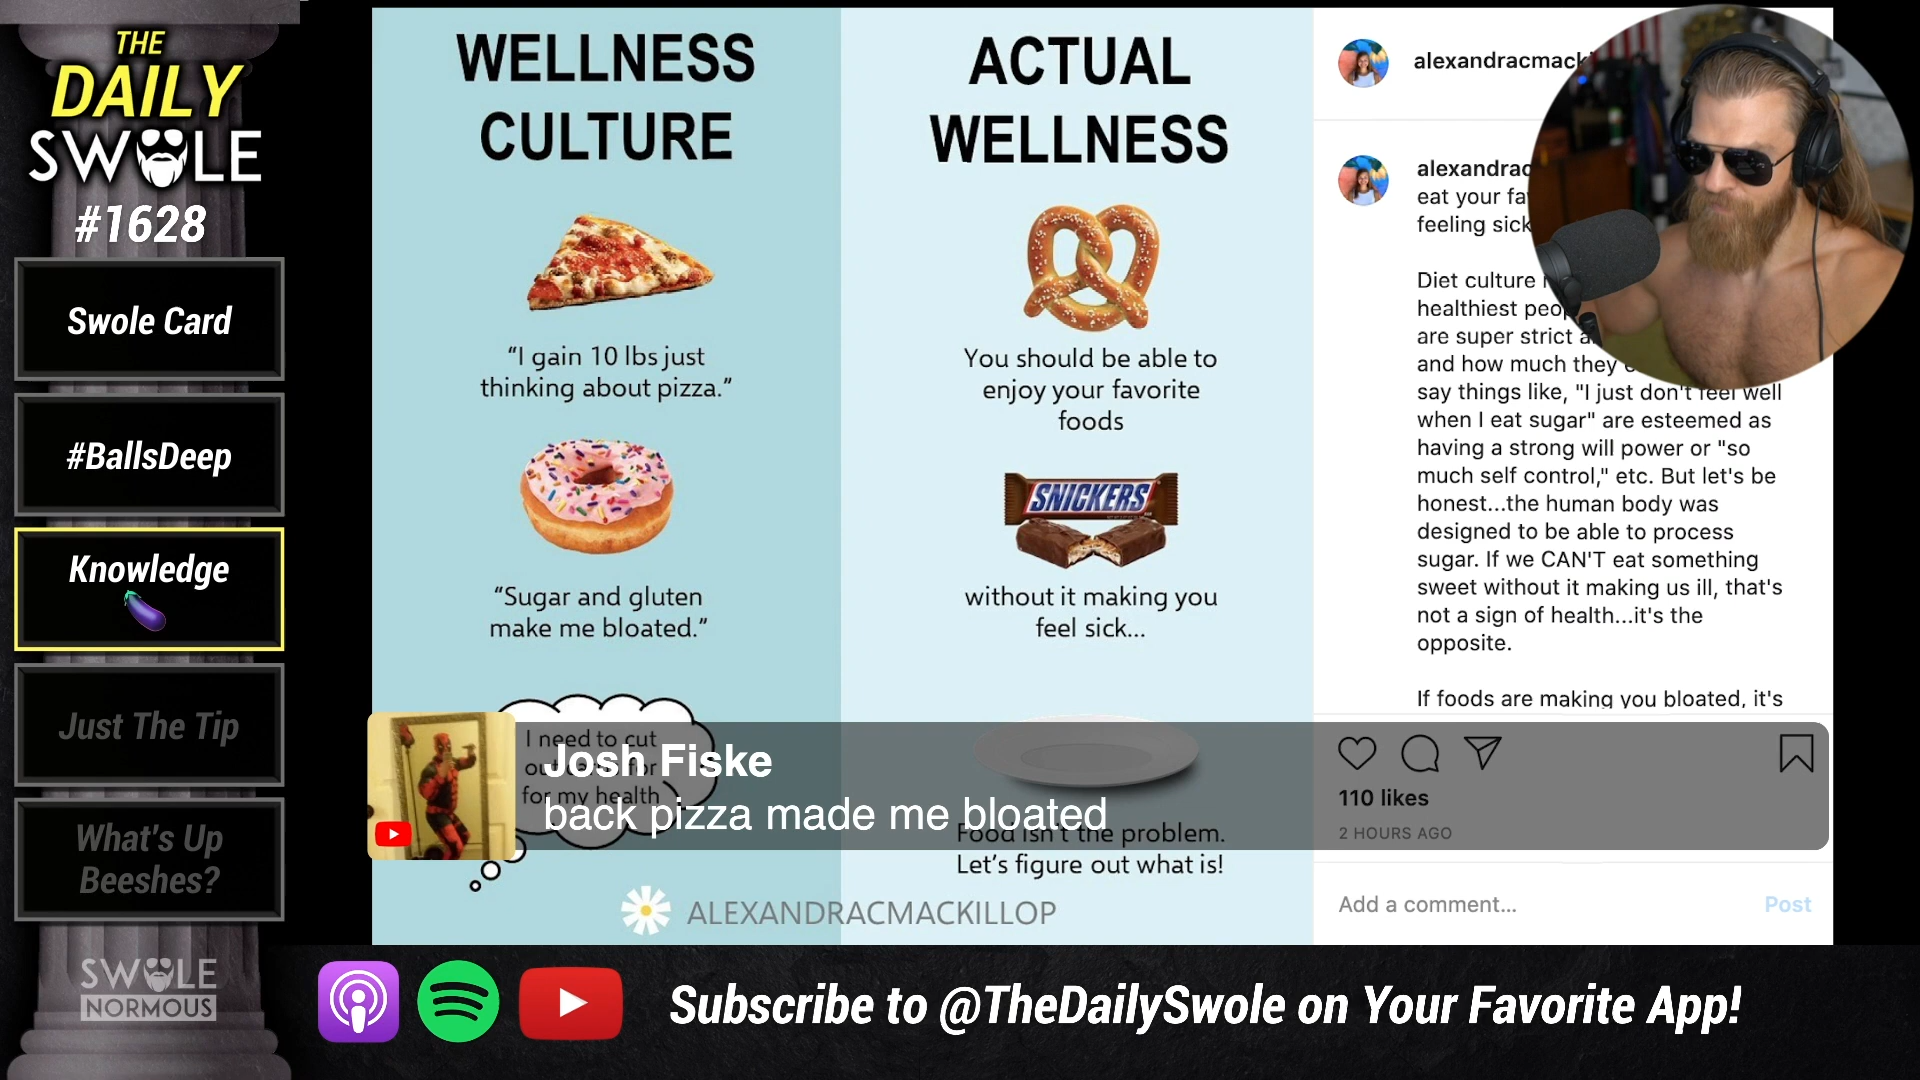 THE
DAILY
SWOLE
#1628
Swole Card
#BallsDeep
Knowledge
Just The Tip
What's Up
Beeshes?
SWOLE
NORMOUS
WELLNESS
CULTURE
“I gain 10 lbs just
thinking about pizza.”
“Sugar and gluten
make me bloated.”
I need to cut
for my health
ACTUAL
WELLNESS
You should be able to
enjoy your favorite
foods
SNICKERS
without it making you
feel sick...
Food isn't the problem.
Let's figure out what is!
ALEXANDRACMACKILLOP
Josh Fiske
back pizza made me bloated
alexandracmack
alexandrac
eat your fa
feeling sick
Diet culture
healthiest peop
are super strict a
and how much they
say things like, "I just don't feel well
when I eat sugar" are esteemed as
having a strong will power or "so
much self control," etc. But let's be
honest...the human body was
designed to be able to process
sugar. If we CAN'T eat something
sweet without it making us ill, that's
not a sign of health...it's the
opposite.
If foods are making you bloated, it's
110 likes
2 HOURS AGO
Add a comment...
Post
Subscribe to @TheDailySwole on Your Favorite App!